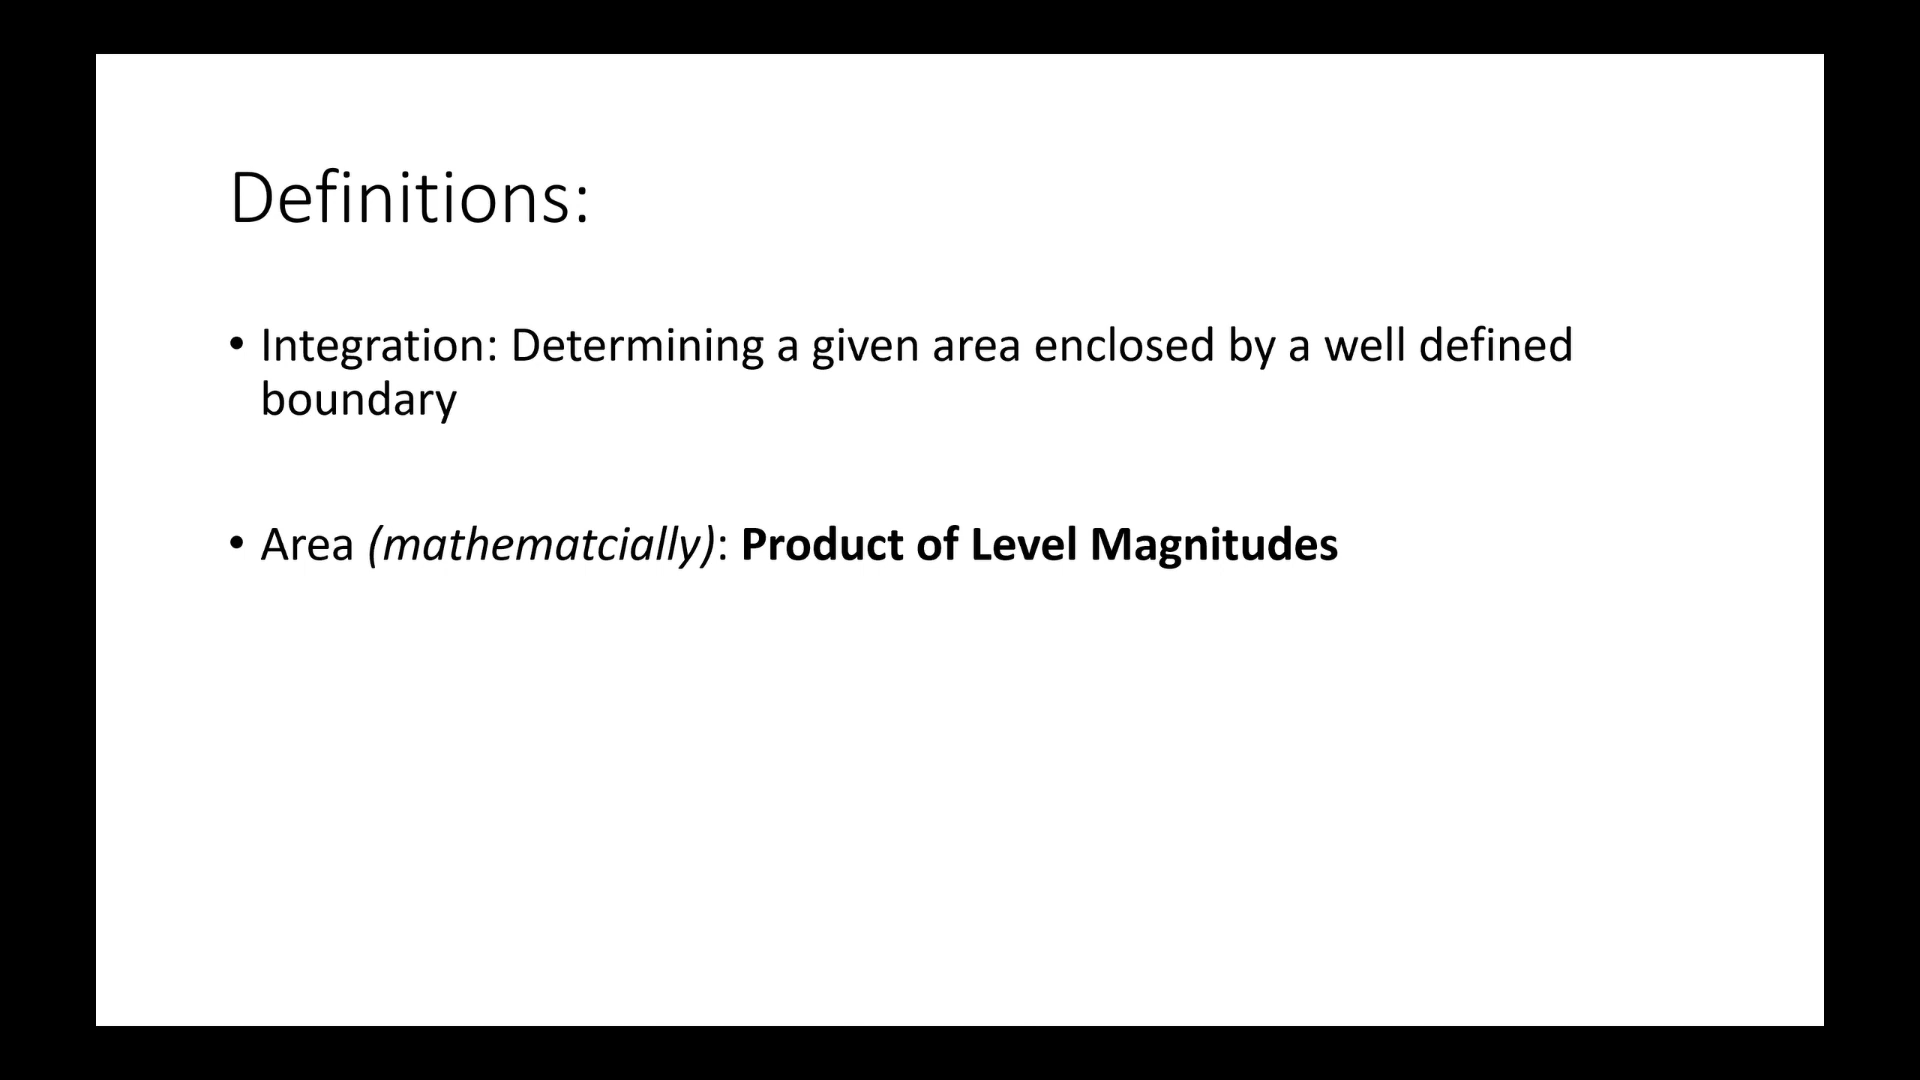 Definitions:
• Integration: Determining a given area enclosed by a well defined
boundary
• Area (mathematcially): Product of Level Magnitudes